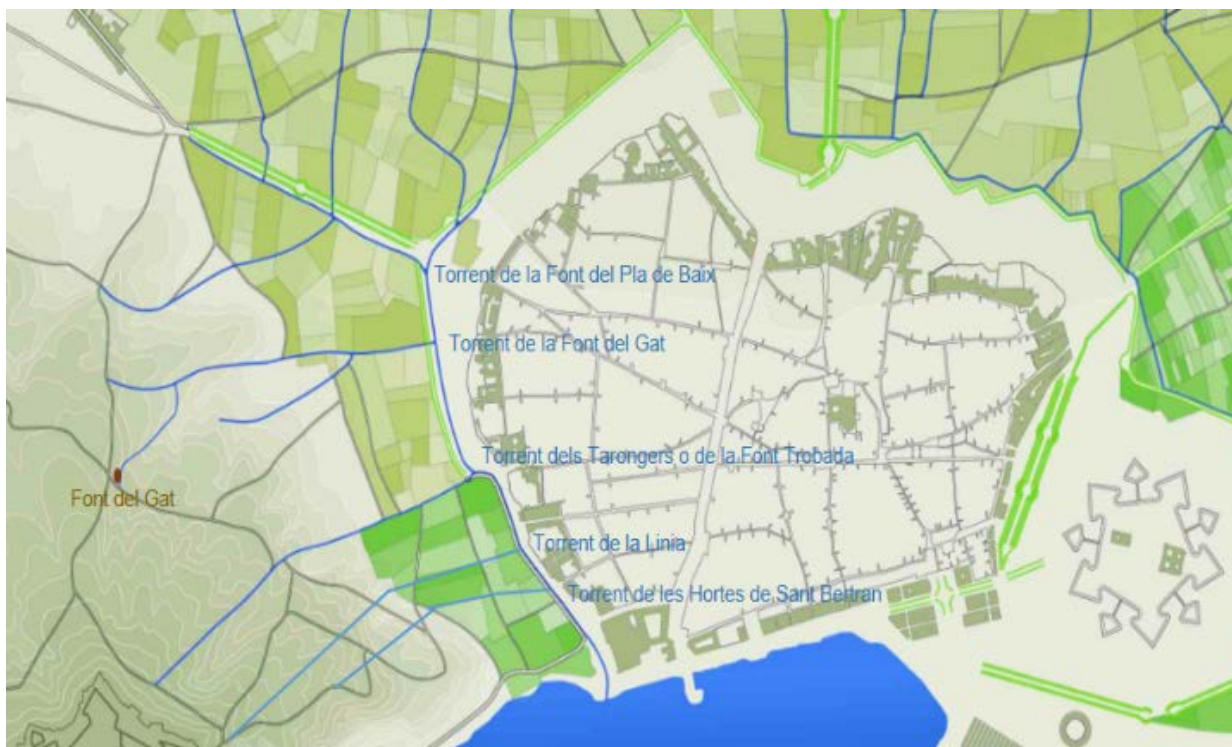 Torrent de la Font del Pla de Baix
Torrent de la Font del Gat
Torrent dels Tarongers o de la Font Trobada
Font del Gat
Torrent de la Linia
Torrent de les Hortes de Sant Bertran